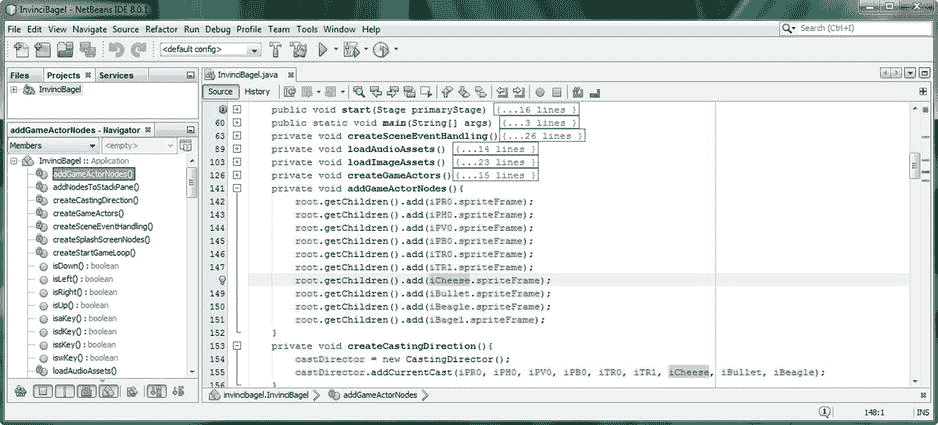 InvinciBagel - NetBeans IDE 8.0.1
File Edit View Navigate Source Refactor Run Debug Profile Team Tools Window Help
Search (Ctrl+I)
<default config>
Files Projects Services
InvinciBagel
addGameActorNodes - Navigator
Members <empty>
InvinciBagel :: Application
addGameActorNodes()
addNodesToStackPane()
createCastingDirection()
createGameActors()
createSceneEventHandling()
createSplashScreenNodes()
createStartGameLoop()
isDown() : boolean
isLeft() : boolean
isRight() : boolean
isUp() : boolean
isaKey() : boolean
isdKey() : boolean
issKey() : boolean
iswKey() : boolean
loadAudioAssets()
InvinciBagel.java
Source History
public void start(Stage primaryStage) {...16 lines }
60 public static void main(String[] args) {...3 lines }
63 private void createSceneEventHandling() {...26 lines }
89 private void loadAudioAssets() {...14 lines }
103 private void loadImageAssets() {...23 lines }
126 private void createGameActors() {...15 lines }
141 private void addGameActorNodes(){
142 root.getChildren().add(iPR0.spriteFrame);
143 root.getChildren().add(iPH0.spriteFrame);
144 root.getChildren().add(iPV0.spriteFrame);
145 root.getChildren().add(iPB0.spriteFrame);
146 root.getChildren().add(iTR0.spriteFrame);
147 root.getChildren().add(iTR1.spriteFrame);
root.getChildren().add(iCheese.spriteFrame);
149 root.getChildren().add(iBullet.spriteFrame);
150 root.getChildren().add(iBeagle.spriteFrame);
151 root.getChildren().add(iBagel.spriteFrame);
152 }
153 private void createCastingDirection(){
154 castDirector = new CastingDirector();
155 castDirector.addCurrentCast(iPR0, iPH0, iPV0, iPB0, iTR0, iTR1, iCheese, iBullet, iBeagle);
156 }
invincibagel.InvinciBagel addGameActorNodes
1 148:1 INS